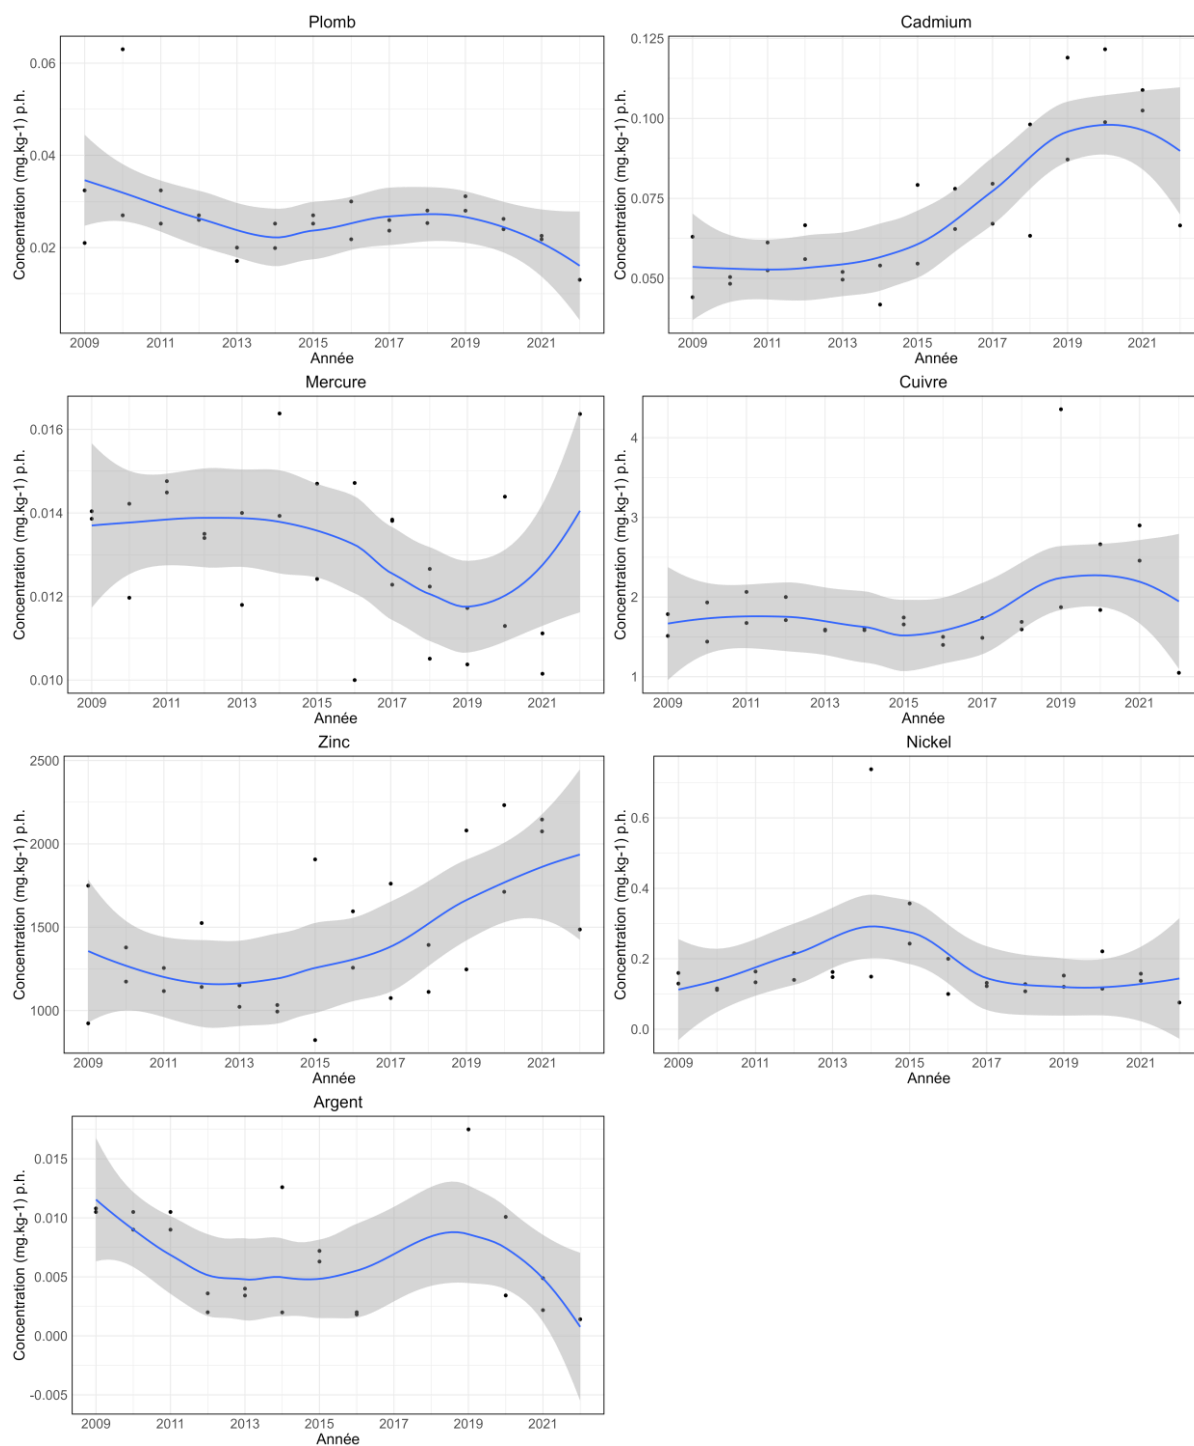 Plomb
Concentration (mg.kg-1) p.h.
0.06
0.04
0.02
2009 2011 2013 2015 2017 2019 2021
Année
Cadmium
Concentration (mg.kg-1) p.h.
0.125
0.100
0.075
0.050
2009 2011 2013 2015 2017 2019 2021
Année
Mercure
Concentration (mg.kg-1) p.h.
0.016
0.014
0.012
0.010
2009 2011 2013 2015 2017 2019 2021
Année
Cuivre
Concentration (mg.kg-1) p.h.
4
3
2
1
2009 2011 2013 2015 2017 2019 2021
Année
Zinc
Concentration (mg.kg-1) p.h.
2500
2000
1500
1000
2009 2011 2013 2015 2017 2019 2021
Année
Nickel
Concentration (mg.kg-1) p.h.
0.6
0.4
0.2
0.0
2009 2011 2013 2015 2017 2019 2021
Année
Argent
Concentration (mg.kg-1) p.h.
0.015
0.010
0.005
0.000
-0.005
2009 2011 2013 2015 2017 2019 2021
Année